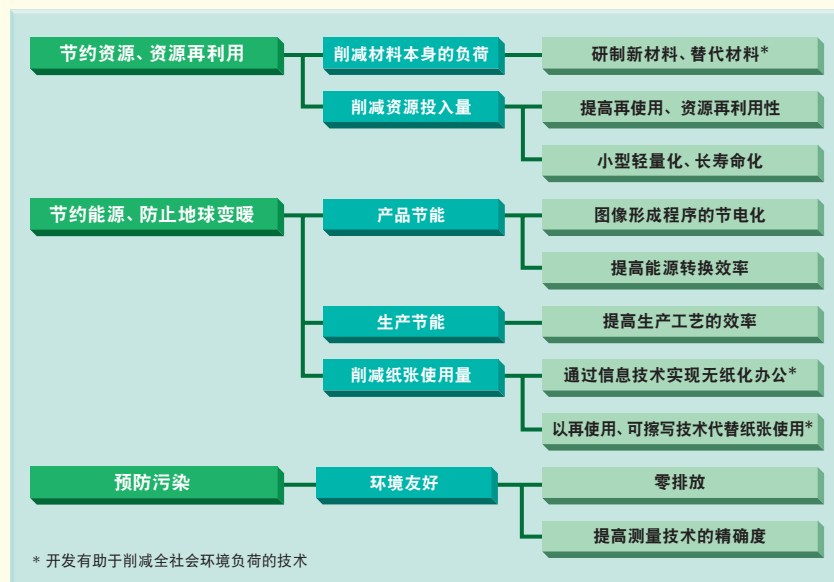 节约资源、资源再利用
削减材料本身的负荷
研制新材料、替代材料*
削减资源投入量
提高再使用、资源再利用性
小型轻量化、长寿命化
节约能源、防止地球变暖
产品节能
图像形成程序的节电化
提高能源转换效率
生产节能
提高生产工艺的效率
削减纸张使用量
通过信息技术实现无纸化办公*
以再使用、可擦写技术代替纸张使用*
预防污染
环境友好
零排放
提高测量技术的精确度
* 开发有助于削减全社会环境负荷的技术